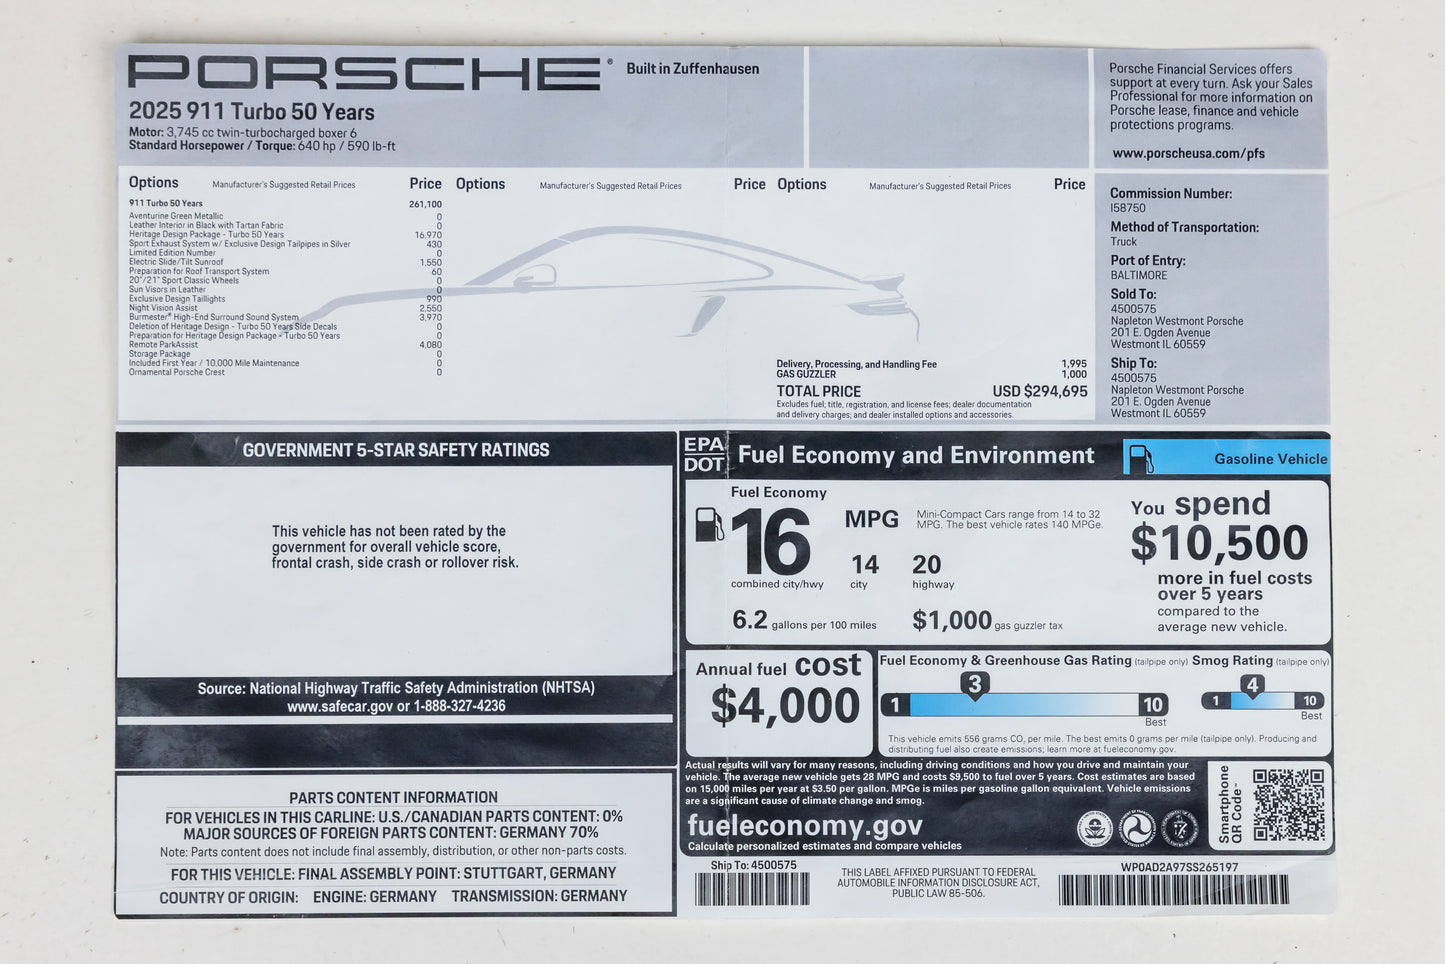 PORSCHE® Built in Zuffenhausen
2025 911 Turbo 50 Years
Motor: 3,745 cc twin-turbocharged boxer 6
Standard Horsepower / Torque: 640 hp / 590 lb-ft
Porsche Financial Services offers
support at every turn. Ask your Sales
Professional for more information on
Porsche lease, finance and vehicle
protections programs.
www.porscheusa.com/pfs
Options Manufacturer's Suggested Retail Prices Price Options Manufacturer's Suggested Retail Prices Price Options Manufacturer's Suggested Retail Prices Price
911 Turbo 50 Years 261,100
Aventurine Green Metallic 0
Leather Interior in Black with Tartan Fabric 0
Heritage Design Package - Turbo 50 Years 16,970
Sport Exhaust System w/ Exclusive Design Tailpipes in Silver 430
Limited Edition Number 0
Electric Slide/Tilt Sunroof 1,550
Preparation for Roof Transport System 60
20"/21" Sport Classic Wheels 0
Sun Visors in Leather 0
Exclusive Design Taillights 990
Night Vision Assist 2,550
Burmester® High-End Surround Sound System 3,970
Deletion of Heritage Design - Turbo 50 Years Side Decals 0
Preparation for Heritage Design Package - Turbo 50 Years 0
Remote ParkAssist 4,080
Storage Package 0
Included First Year / 10,000 Mile Maintenance 0
Ornamental Porsche Crest 0
Delivery, Processing, and Handling Fee 1,995
GAS GUZZLER 1,000
TOTAL PRICE USD $294,695
Excludes fuel; title, registration, and license fees; dealer documentation
and delivery charges; and dealer installed options and accessories.
Commission Number:
I58750
Method of Transportation:
Truck
Port of Entry:
BALTIMORE
Sold To:
4500575
Napleton Westmont Porsche
201 E. Ogden Avenue
Westmont IL 60559
Ship To:
4500575
Napleton Westmont Porsche
201 E. Ogden Avenue
Westmont IL 60559
GOVERNMENT 5-STAR SAFETY RATINGS
This vehicle has not been rated by the
government for overall vehicle score,
frontal crash, side crash or rollover risk.
Source: National Highway Traffic Safety Administration (NHTSA)
www.safecar.gov or 1-888-327-4236
PARTS CONTENT INFORMATION
FOR VEHICLES IN THIS CARLINE: U.S./CANADIAN PARTS CONTENT: 0%
MAJOR SOURCES OF FOREIGN PARTS CONTENT: GERMANY 70%
Note: Parts content does not include final assembly, distribution, or other non-parts costs.
FOR THIS VEHICLE: FINAL ASSEMBLY POINT: STUTTGART, GERMANY
COUNTRY OF ORIGIN: ENGINE: GERMANY TRANSMISSION: GERMANY
EPA
DOT
Fuel Economy and Environment
Gasoline Vehicle
Fuel Economy
16 MPG
combined city/hwy
14
city
20
highway
Mini-Compact Cars range from 14 to 32
MPG. The best vehicle rates 140 MPGe.
6.2 gallons per 100 miles
$1,000 gas guzzler tax
You spend
$10,500
more in fuel costs
over 5 years
compared to the
average new vehicle.
Annual fuel cost
$4,000
Fuel Economy & Greenhouse Gas Rating (tailpipe only)
3
1 10
Best
Smog Rating (tailpipe only)
4
1 10
Best
This vehicle emits 556 grams CO₂ per mile. The best emits 0 grams per mile (tailpipe only). Producing and
distributing fuel also create emissions; learn more at fueleconomy.gov.
Actual results will vary for many reasons, including driving conditions and how you drive and maintain your
vehicle. The average new vehicle gets 28 MPG and costs $9,500 to fuel over 5 years. Cost estimates are based
on 15,000 miles per year at $3.50 per gallon. MPGe is miles per gasoline gallon equivalent. Vehicle emissions
are a significant cause of climate change and smog.
fueleconomy.gov
Calculate personalized estimates and compare vehicles
Smartphone
QR Code™
Ship To: 4500575
THIS LABEL AFFIXED PURSUANT TO FEDERAL
AUTOMOBILE INFORMATION DISCLOSURE ACT,
PUBLIC LAW 85-506.
WP0AD2A97SS265197